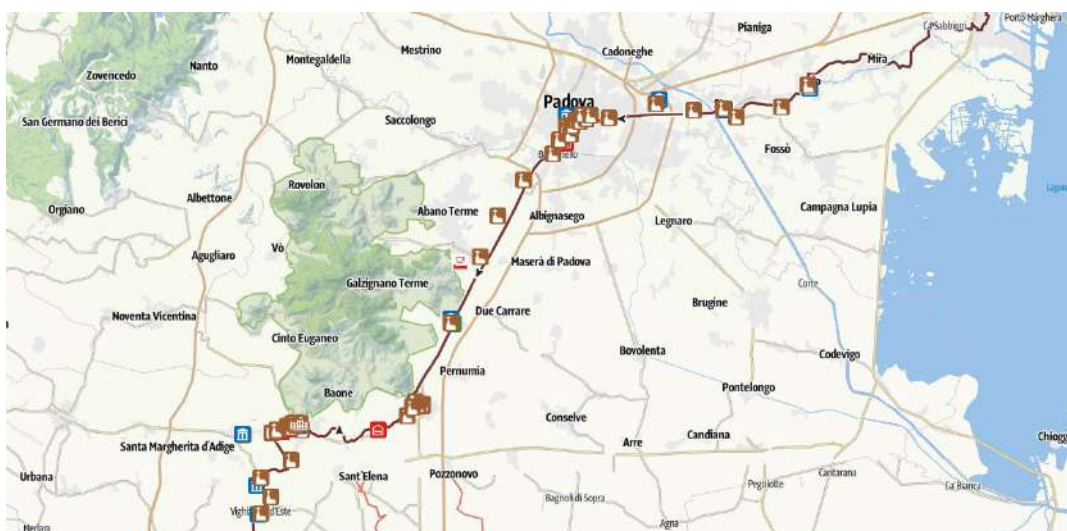 Pianiga
Ca'Sabbioni
Porto Marghera
Mestrino
Cadoneghe
Nanto
Montegaldella
Zovencedo
Mira
Padova
San Germano dei Berici
Saccolongo
Fossò
Rovolon
Albettone
Orgiano
Abano Terme
Albignasego
Legnaro
Campagna Lupia
Vò
Agugliaro
Maserà di Padova
Galzignano Terme
Corte
Brugine
Noventa Vicentina
Due Carrare
Cinto Euganeo
Bovolenta
Codevigo
Pernumia
Baone
Pontelongo
Conselve
Santa Margherita d'Adige
Arre
Candiana
Chiogg
Urbana
Sant'Elena
Pozzonovo
Cantarana
Pegolotte
Ca'Bianca
Bagnoli di Sopra
Agna